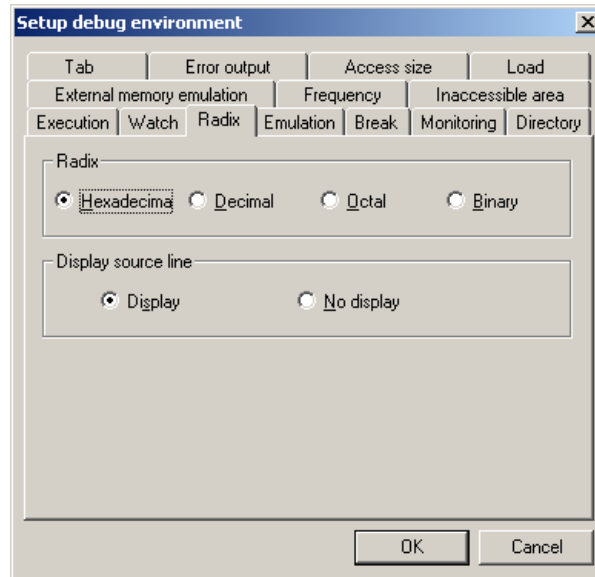 Setup debug environment
Tab Error output Access size Load
External memory emulation Frequency Inaccessible area
Execution Watch Radix Emulation Break Monitoring Directory
Radix
Hexadecima Decimal Octal Binary
Display source line
Display No display
OK Cancel